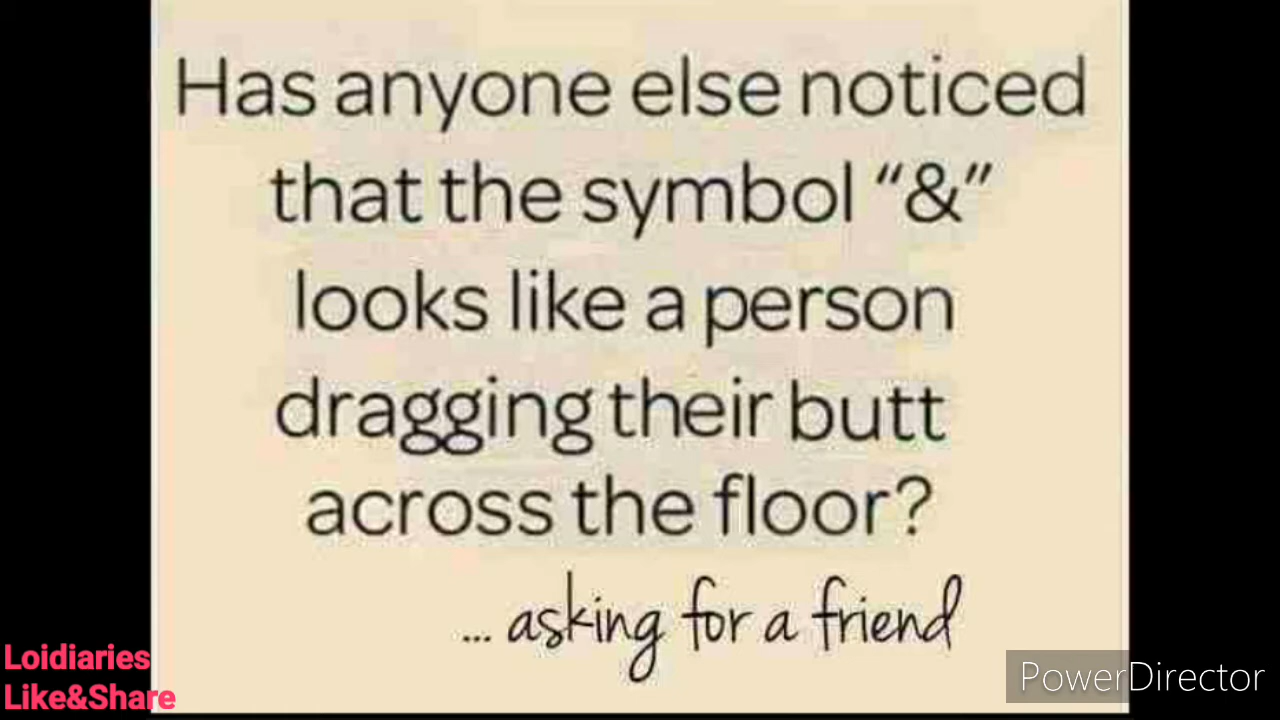 Has anyone else noticed
that the symbol “&”
looks like a person
dragging their butt
across the floor?
... asking for a friend
Loidiaries
Like&Share
PowerDirector